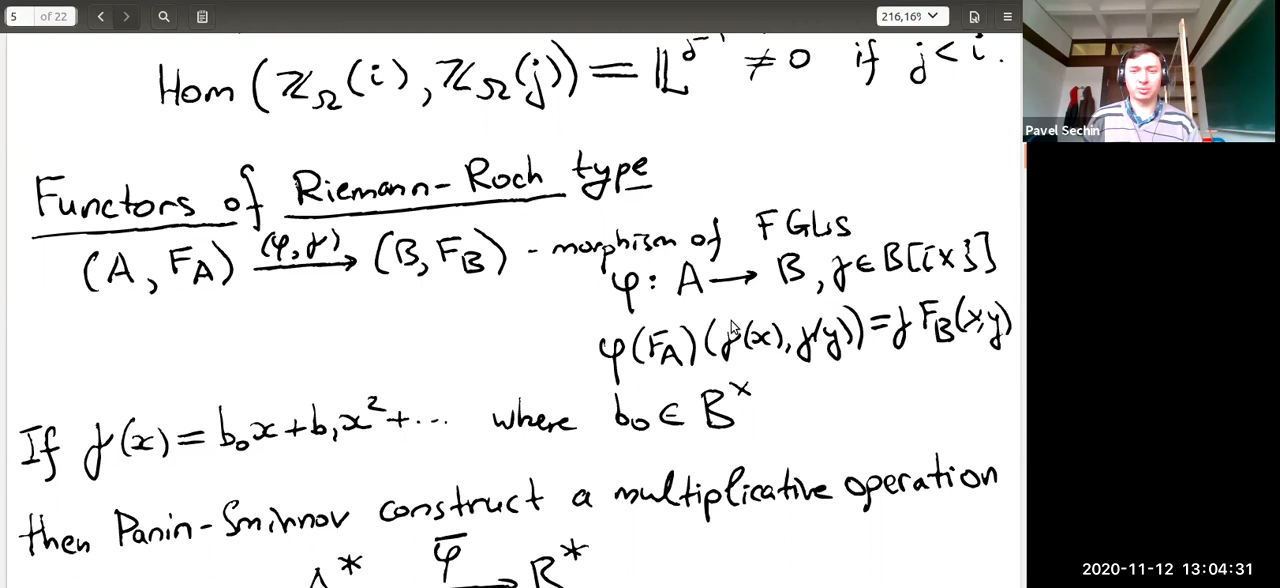 5 of 22
216,16%
Hom (ℤ_Ω(i), ℤ_Ω(j)) = 𝕃^{j-i} ≠ 0 if j < i.
Functors of Riemann-Roch type
(A, F_A) →^{(φ,γ)} (B, F_B) - morphism of FGLs
φ: A → B, γ ∈ B[[x]]
φ(F_A)(γ(x), γ(y)) = γ F_B(x,y)
If γ(x) = b₀x + b₁x² + ... where b₀ ∈ B^×
then Panin-Smirnov construct a multiplicative operation
A* →^{φ̄} B*
Pavel Sechin
2020-11-12 13:04:31